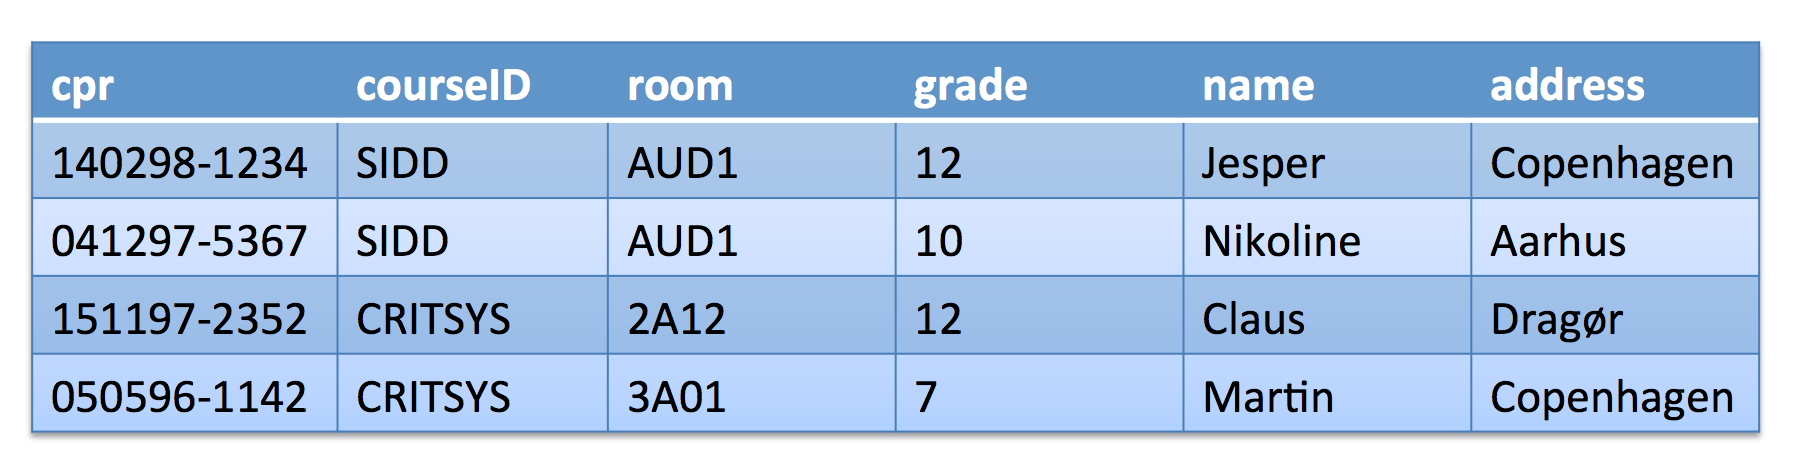 cpr courseID room grade name address
140298-1234 SIDD AUD1 12 Jesper Copenhagen
041297-5367 SIDD AUD1 10 Nikoline Aarhus
151197-2352 CRITSYS 2A12 12 Claus Dragør
050596-1142 CRITSYS 3A01 7 Martin Copenhagen